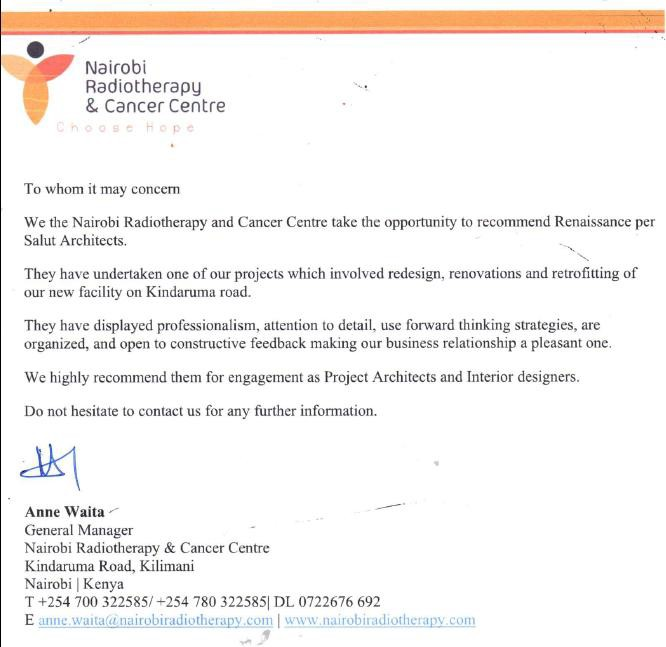 Nairobi
Radiotherapy
& Cancer Centre
Choose Hope
To whom it may concern
We the Nairobi Radiotherapy and Cancer Centre take the opportunity to recommend Renaissance per
Salut Architects.
They have undertaken one of our projects which involved redesign, renovations and retrofitting of
our new facility on Kindaruma road.
They have displayed professionalism, attention to detail, use forward thinking strategies, are
organized, and open to constructive feedback making our business relationship a pleasant one.
We highly recommend them for engagement as Project Architects and Interior designers.
Do not hesitate to contact us for any further information.
Anne Waita
General Manager
Nairobi Radiotherapy & Cancer Centre
Kindaruma Road, Kilimani
Nairobi | Kenya
T +254 700 322585/ +254 780 322585| DL 0722676 692
E anne.waita@nairobiradiotherapy.com | www.nairobiradiotherapy.com